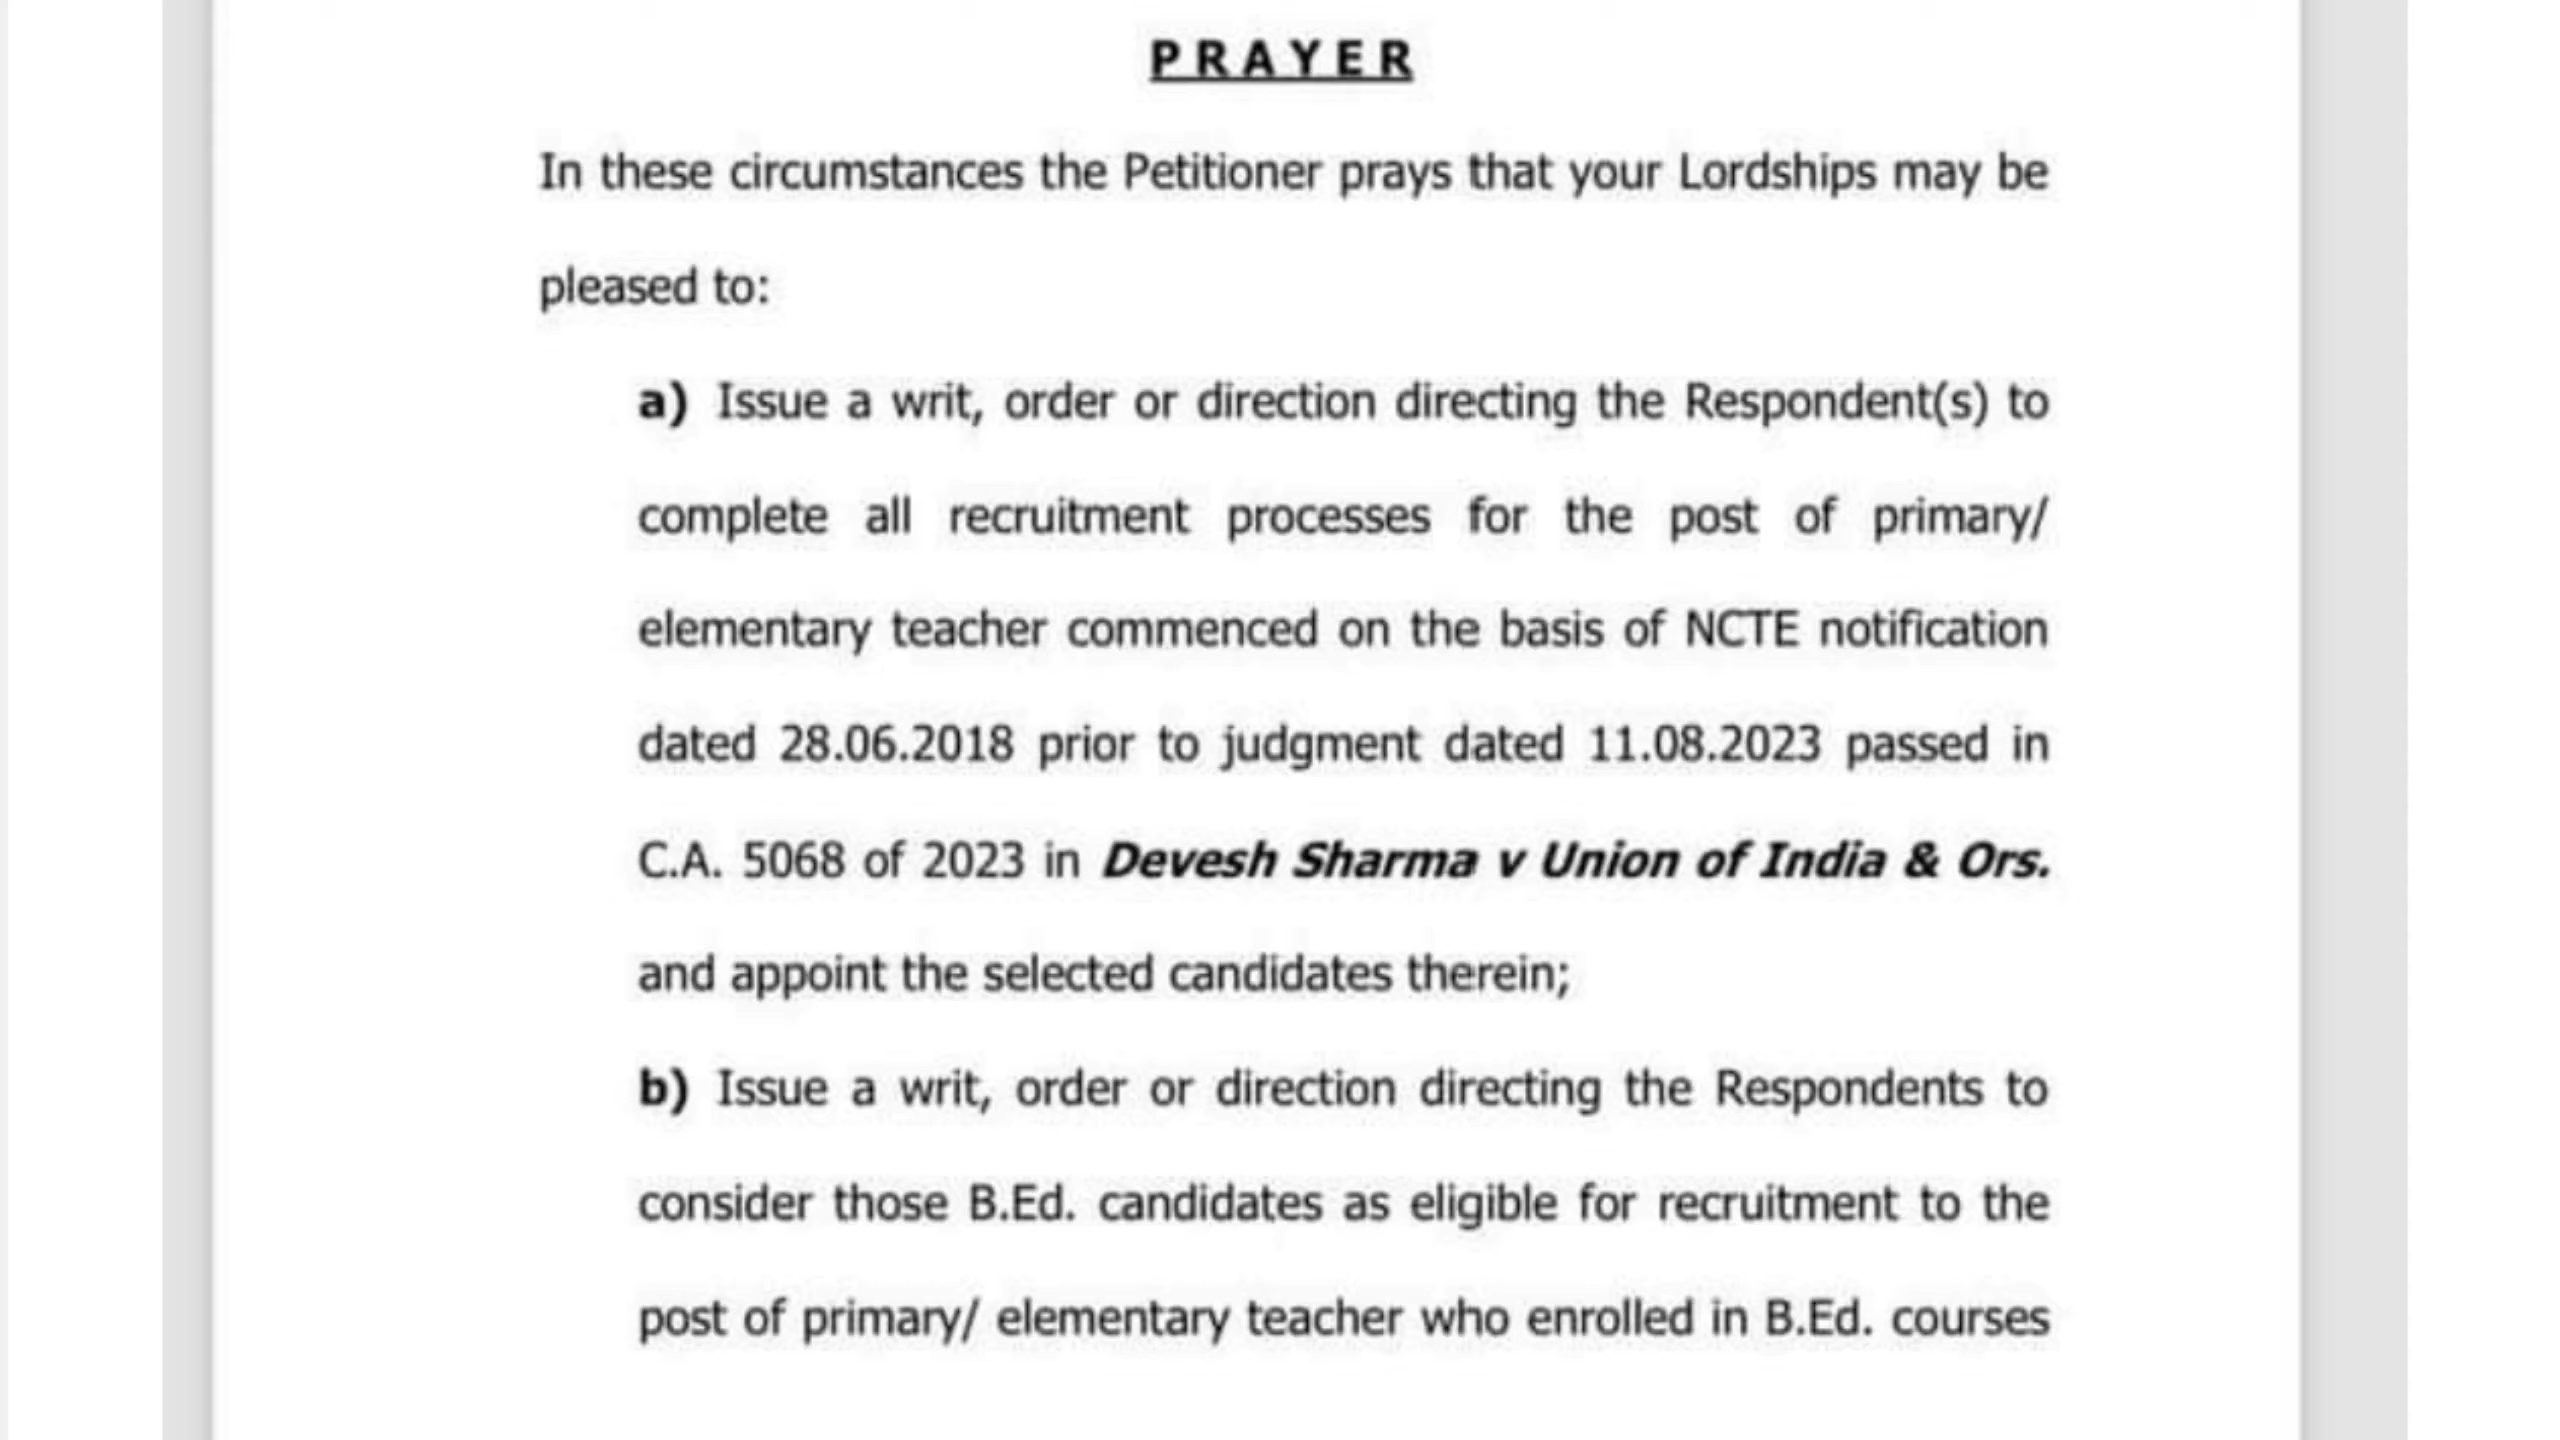 PRAYER
In these circumstances the Petitioner prays that your Lordships may be
pleased to:
a) Issue a writ, order or direction directing the Respondent(s) to
complete all recruitment processes for the post of primary/
elementary teacher commenced on the basis of NCTE notification
dated 28.06.2018 prior to judgment dated 11.08.2023 passed in
C.A. 5068 of 2023 in Devesh Sharma v Union of India & Ors.
and appoint the selected candidates therein;
b) Issue a writ, order or direction directing the Respondents to
consider those B.Ed. candidates as eligible for recruitment to the
post of primary/ elementary teacher who enrolled in B.Ed. courses